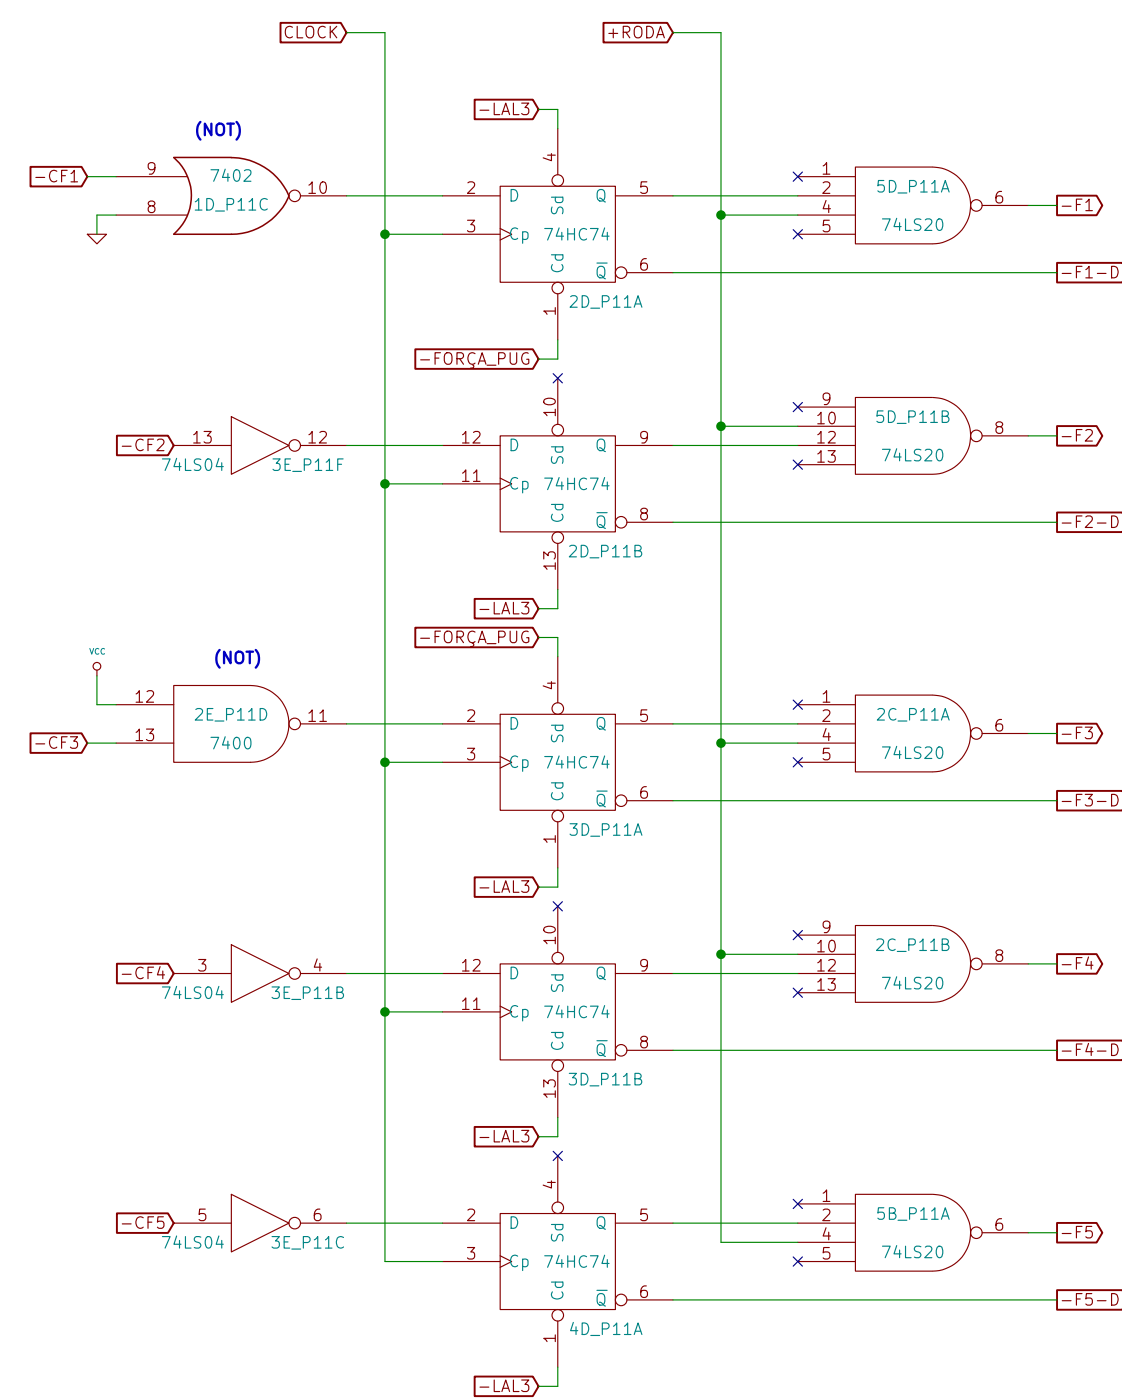 CLOCK
+RODA
-LAL3
(NOT)
4
-CF1
9
7402
10
2
D
Sd
Q
5
1
2
5D_P11A
6
-F1
8
1D_P11C
3
Cp
74HC74
4
5
74LS20
Cd
Q
6
-F1-D
1
2D_P11A
-FORÇA_PUG
10
9
5D_P11B
-CF2
13
12
12
D
Sd
Q
9
10
12
8
-F2
74LS04
3E_P11F
13
74LS20
11
Cp
74HC74
Cd
Q
8
-F2-D
13
2D_P11B
-LAL3
-FORÇA_PUG
VCC
(NOT)
4
12
2E_P11D
11
2
D
Sd
Q
5
1
2
2C_P11A
6
-F3
-CF3
13
7400
3
Cp
74HC74
4
5
74LS20
Cd
Q
6
-F3-D
1
3D_P11A
-LAL3
10
9
2C_P11B
-CF4
3
4
12
D
Sd
Q
9
10
12
8
-F4
74LS04
3E_P11B
13
74LS20
11
Cp
74HC74
Cd
Q
8
-F4-D
13
3D_P11B
-LAL3
4
1
5B_P11A
-CF5
5
6
2
D
Sd
Q
5
2
4
6
-F5
74LS04
3E_P11C
5
74LS20
3
Cp
74HC74
Cd
Q
6
-F5-D
1
4D_P11A
-LAL3